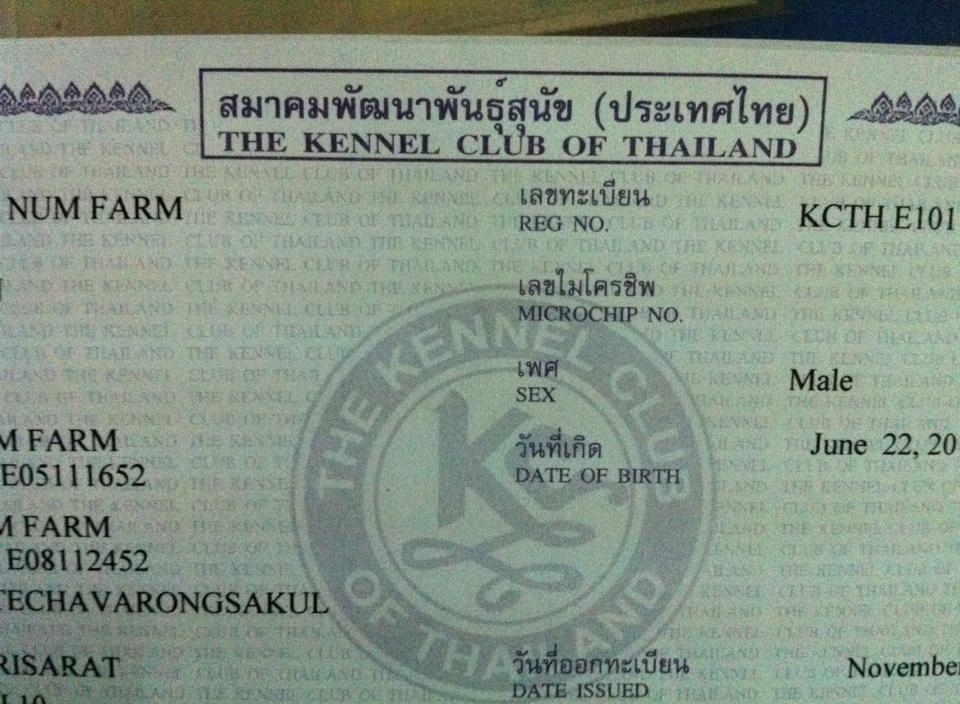 สมาคมพัฒนาพันธุ์สุนัข (ประเทศไทย)
THE KENNEL CLUB OF THAILAND
NUM FARM
เลขทะเบียน
REG NO.
KCTH E101
เลขไมโครชิพ
MICROCHIP NO.
เพศ
SEX
Male
M FARM
E05111652
วันที่เกิด
DATE OF BIRTH
June 22, 20
M FARM
E08112452
TECHAVARONGSAKUL
RISARAT
วันที่ออกทะเบียน
DATE ISSUED
November
THE KENNEL CLUB
OF THAILAND
KC